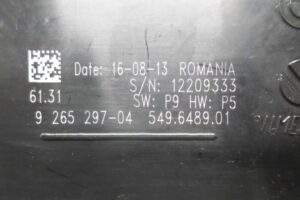 Date: 16-08-13 ROMANIA
S/N: 12209333
61.31 SW: P9 HW: P5
9 265 297-04 549.6489.01